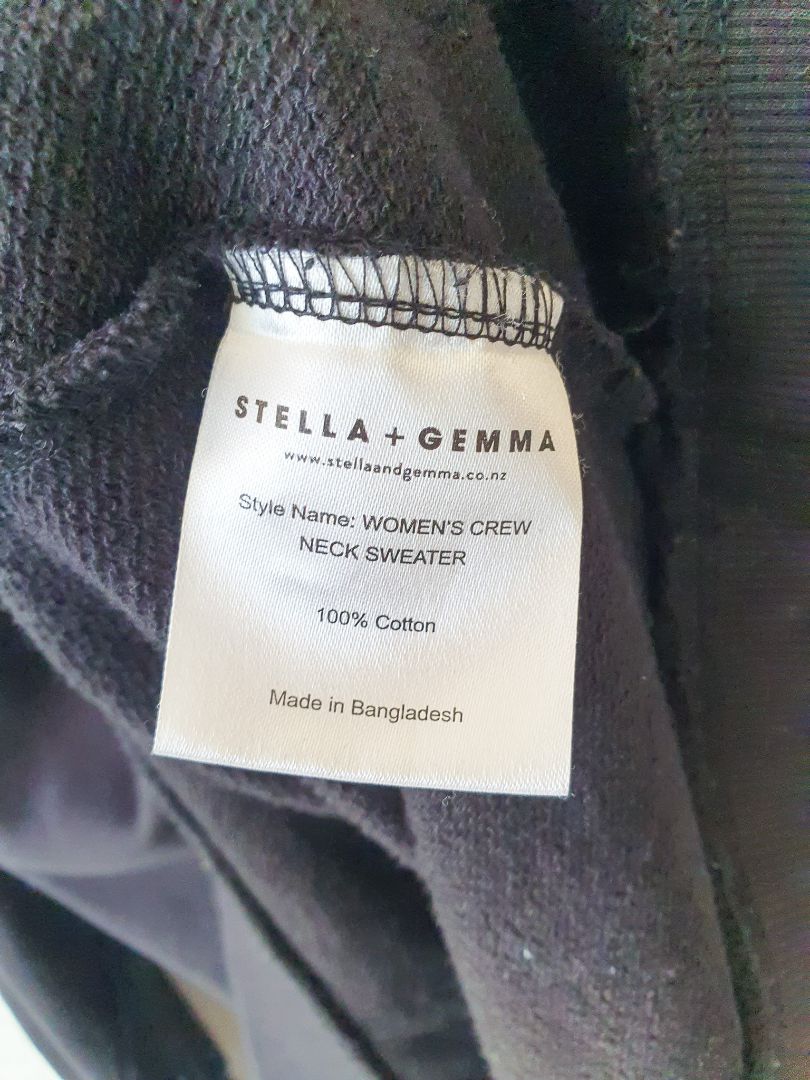 STELLA + GEMMA
www.stellaandgemma.co.nz
Style Name: WOMEN'S CREW
NECK SWEATER
100% Cotton
Made in Bangladesh